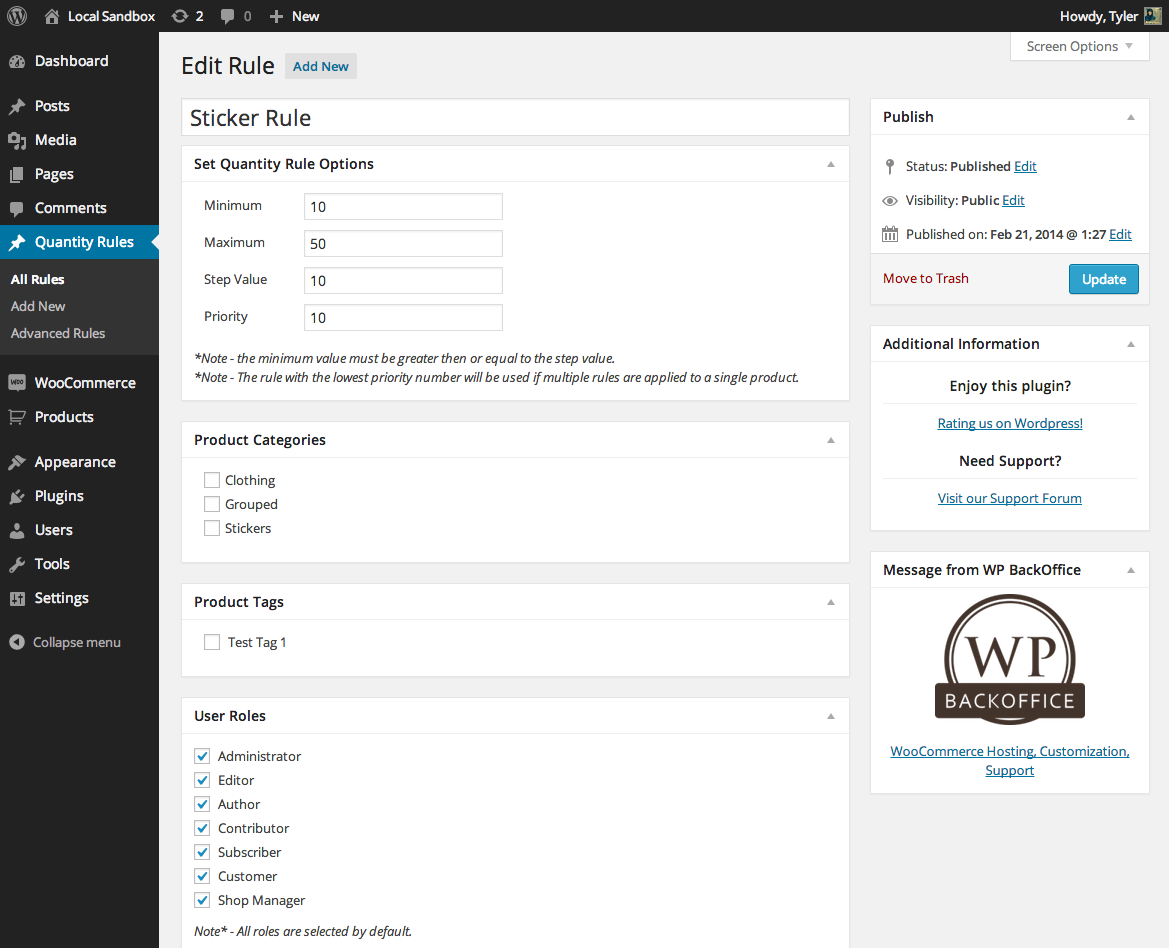 Local Sandbox 2 0 New Howdy, Tyler
Screen Options
Dashboard
Posts
Media
Pages
Comments
Quantity Rules
All Rules
Add New
Advanced Rules
WOO WooCommerce
Products
Appearance
Plugins
Users
Tools
Settings
Collapse menu
Edit Rule Add New
Sticker Rule
Set Quantity Rule Options
Minimum 10
Maximum 50
Step Value 10
Priority 10
*Note - the minimum value must be greater then or equal to the step value.
*Note - The rule with the lowest priority number will be used if multiple rules are applied to a single product.
Product Categories
Clothing
Grouped
Stickers
Product Tags
Test Tag 1
User Roles
Administrator
Editor
Author
Contributor
Subscriber
Customer
Shop Manager
Note* - All roles are selected by default.
Publish
Status: Published Edit
Visibility: Public Edit
Published on: Feb 21, 2014 @ 1:27 Edit
Move to Trash Update
Additional Information
Enjoy this plugin?
Rating us on Wordpress!
Need Support?
Visit our Support Forum
Message from WP BackOffice
WP
BACKOFFICE
WooCommerce Hosting, Customization,
Support